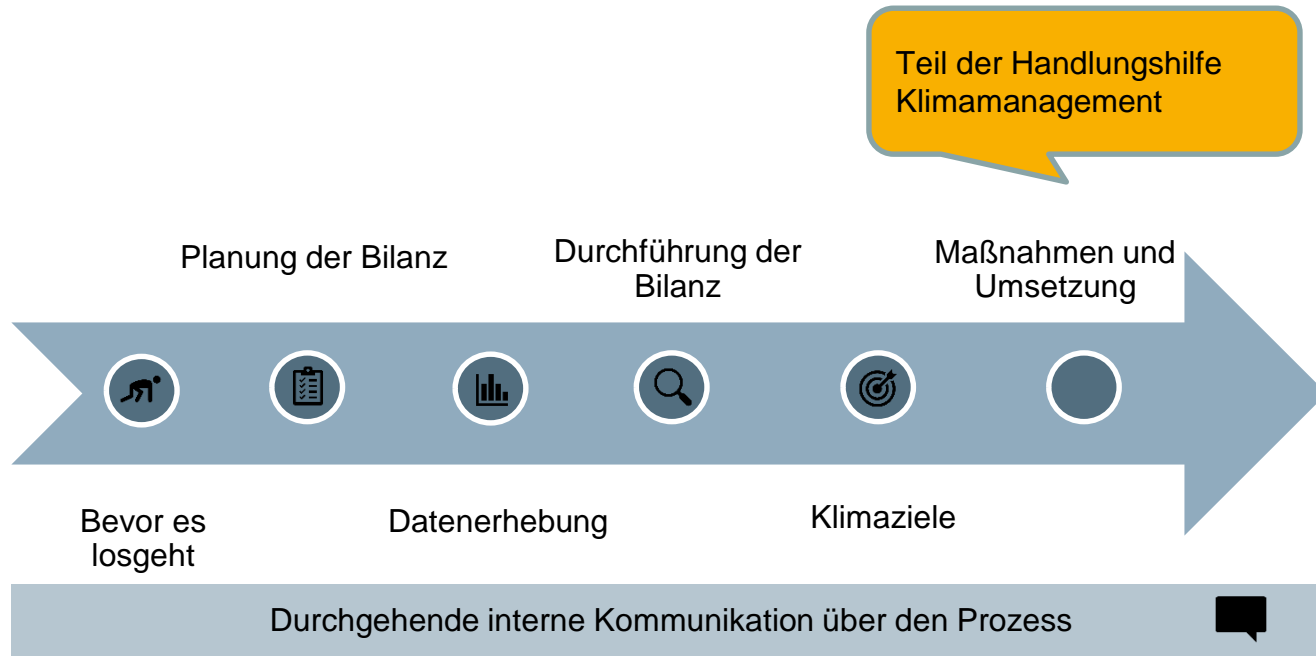 Teil der Handlungshilfe
Klimamanagement
Planung der Bilanz
Durchführung der
Bilanz
Maßnahmen und
Umsetzung
Bevor es
losgeht
Datenerhebung
Klimaziele
Durchgehende interne Kommunikation über den Prozess